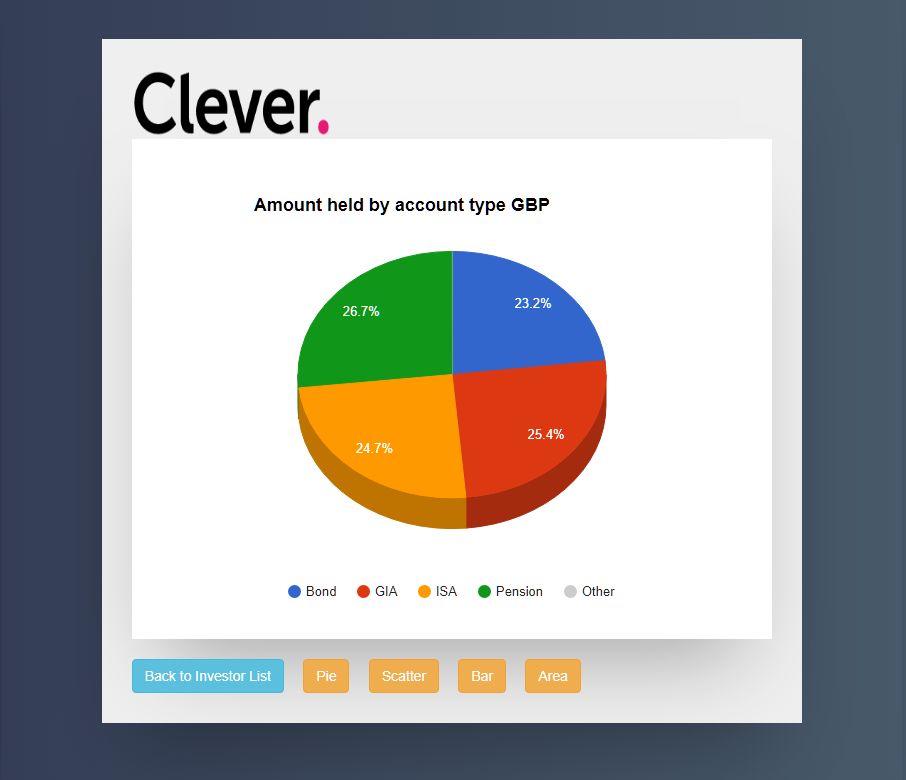 Clever.
Amount held by account type GBP
26.7%
23.2%
25.4%
24.7%
Bond GIA ISA Pension Other
Back to Investor List Pie Scatter Bar Area